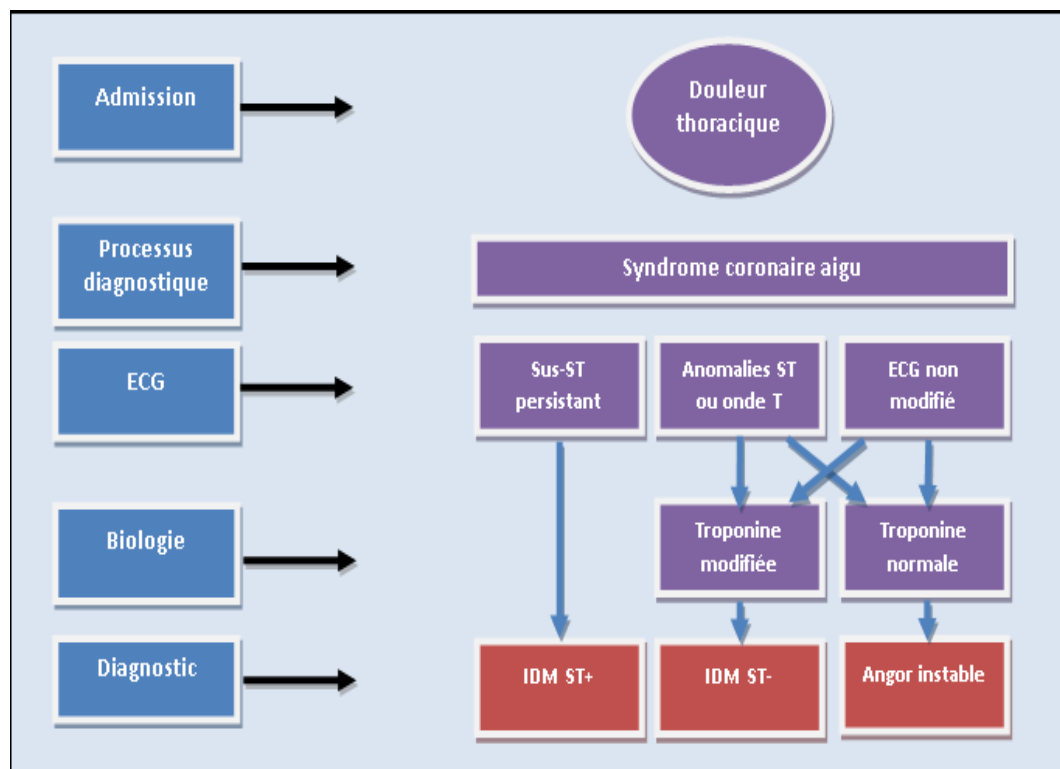 Admission
Douleur
thoracique
Processus
diagnostique
Syndrome coronaire aigu
ECG
Sus-ST
persistant
Anomalies ST
ou onde T
ECG non
modifié
Biologie
Troponine
modifiée
Troponine
normale
Diagnostic
IDM ST+
IDM ST-
Angor instable